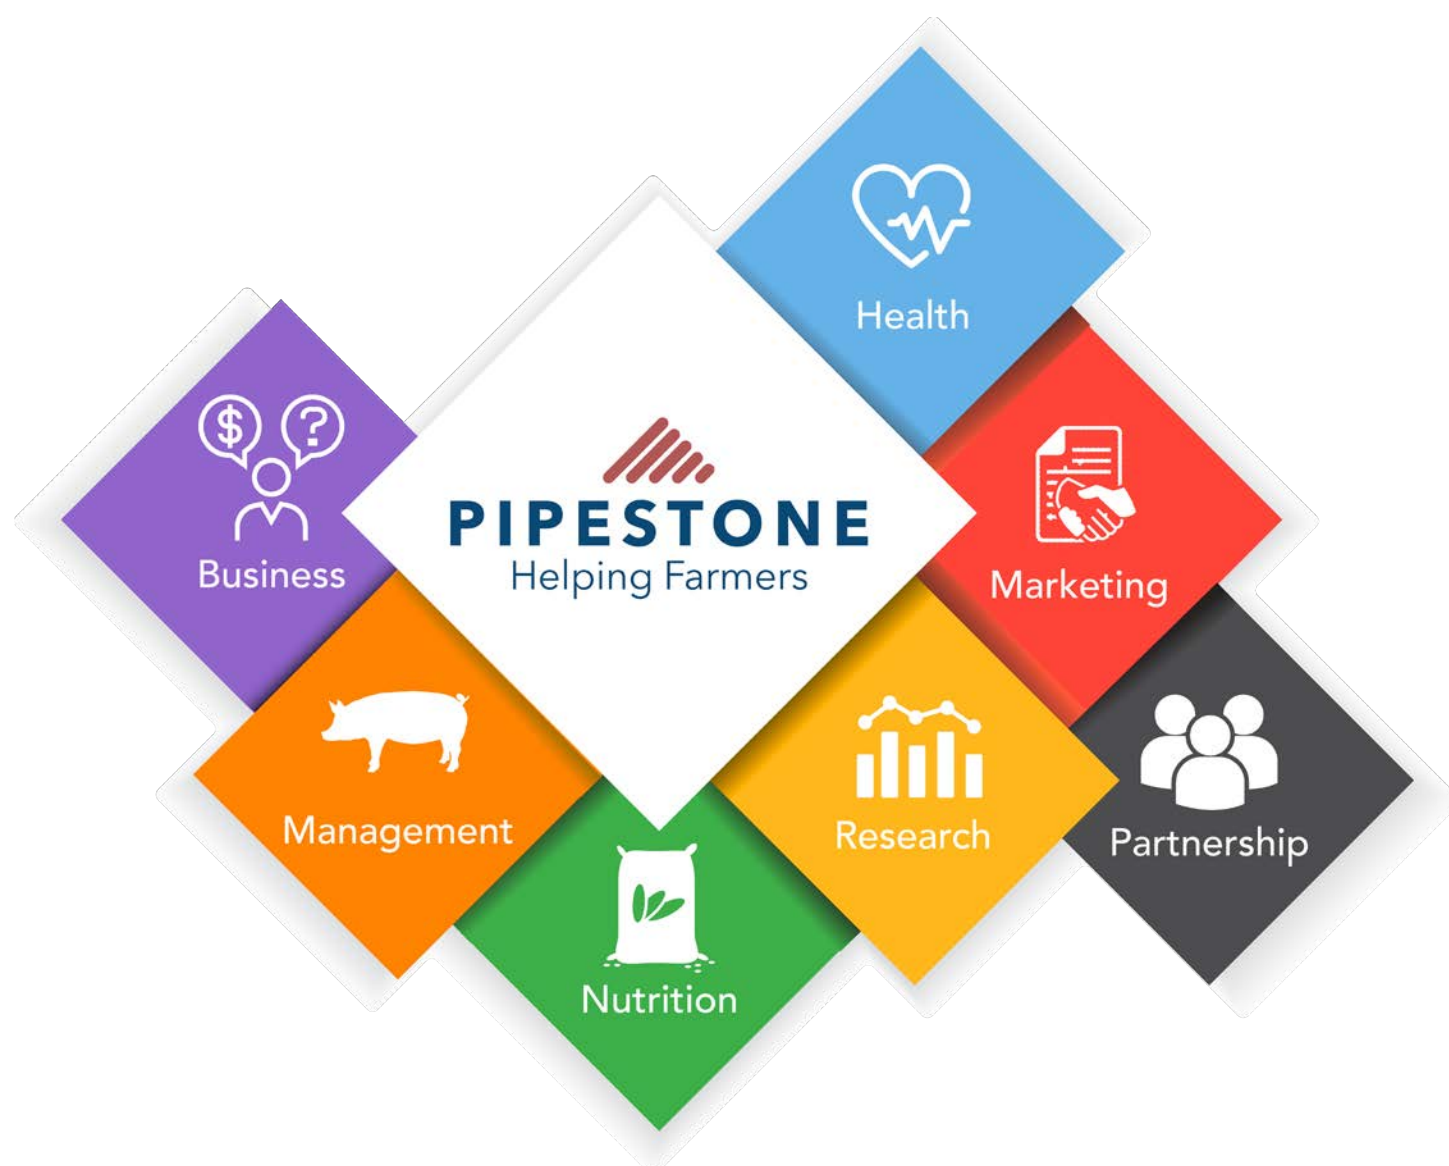 Health
$ ?
PIPESTONE
Helping Farmers
Business
Marketing
Management
Research
Partnership
Nutrition